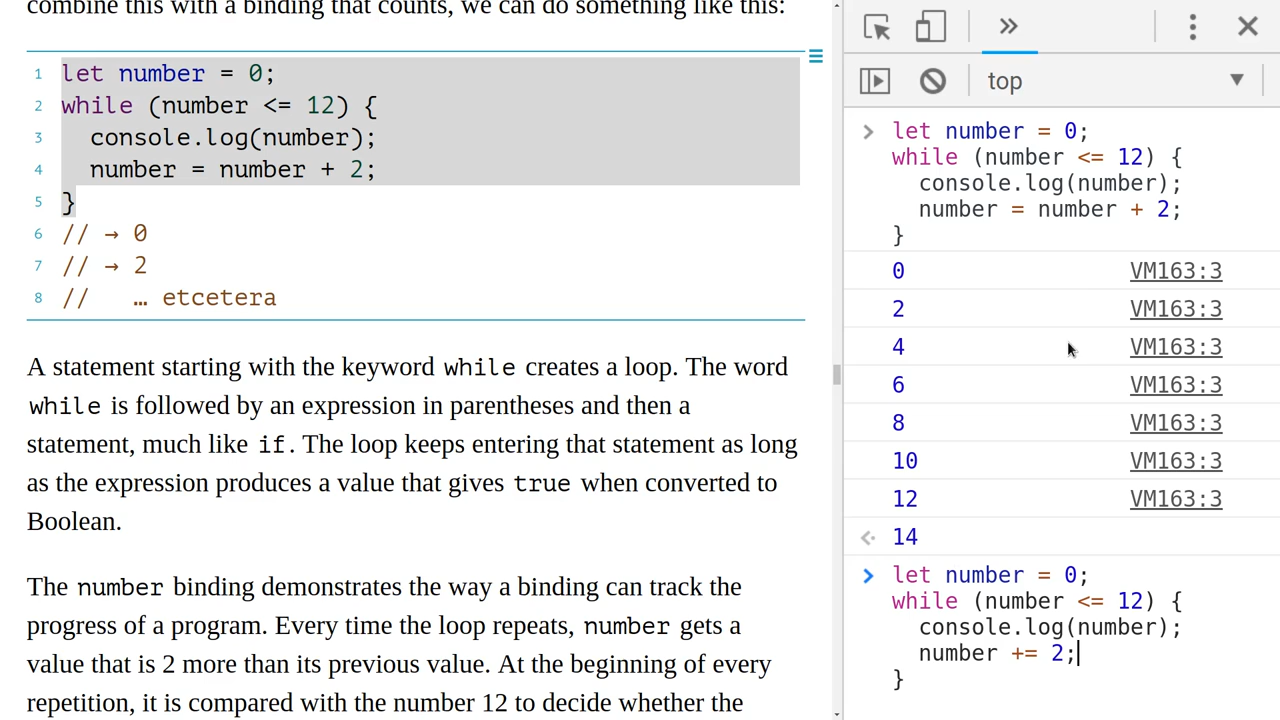 combine this with a binding that counts, we can do something like this:
1 let number = 0;
2 while (number <= 12) {
3   console.log(number);
4   number = number + 2;
5 }
6 // → 0
7 // → 2
8 //   … etcetera
A statement starting with the keyword while creates a loop. The word
while is followed by an expression in parentheses and then a
statement, much like if. The loop keeps entering that statement as long
as the expression produces a value that gives true when converted to
Boolean.
The number binding demonstrates the way a binding can track the
progress of a program. Every time the loop repeats, number gets a
value that is 2 more than its previous value. At the beginning of every
repetition, it is compared with the number 12 to decide whether the
top
let number = 0;
while (number <= 12) {
  console.log(number);
  number = number + 2;
}
0 VM163:3
2 VM163:3
4 VM163:3
6 VM163:3
8 VM163:3
10 VM163:3
12 VM163:3
14
let number = 0;
while (number <= 12) {
  console.log(number);
  number += 2;
}